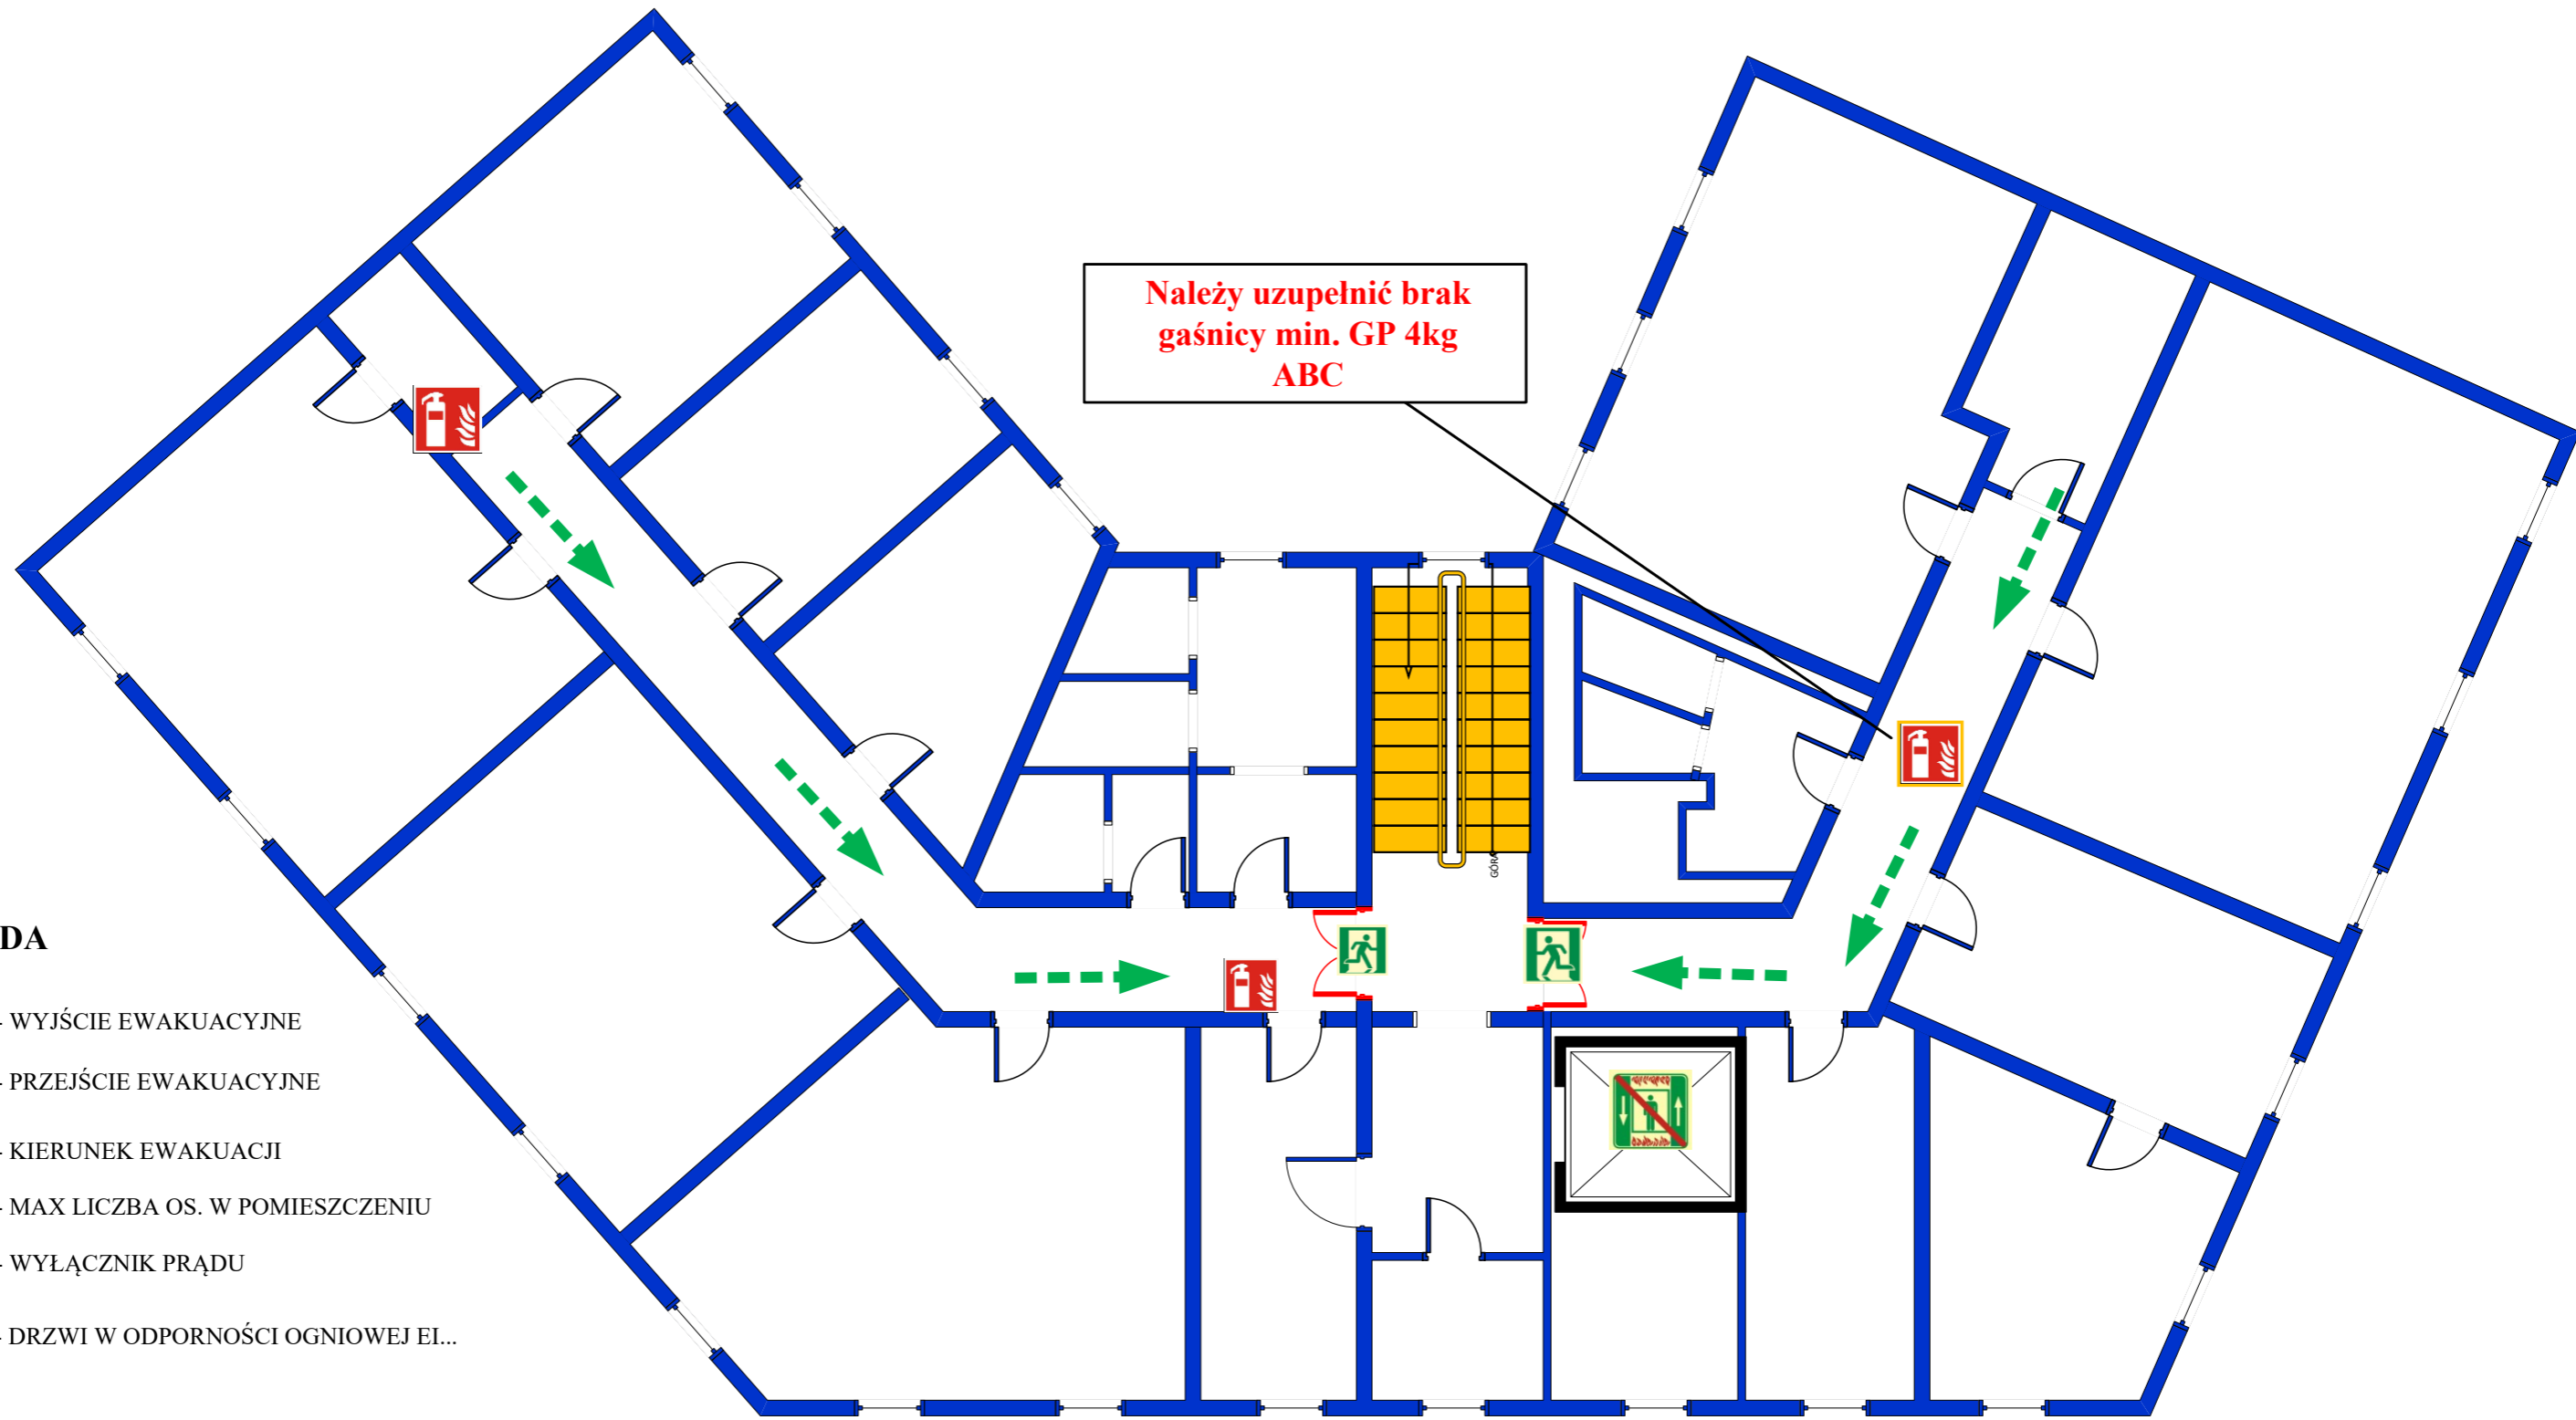 Należy uzupełnić brak
gaśnicy min. GP 4kg
ABC
GÓRA
DA
- WYJŚCIE EWAKUACYJNE
- PRZEJŚCIE EWAKUACYJNE
- KIERUNEK EWAKUACJI
- MAX LICZBA OS. W POMIESZCZENIU
- WYŁĄCZNIK PRĄDU
- DRZWI W ODPORNOŚCI OGNIOWEJ EI...